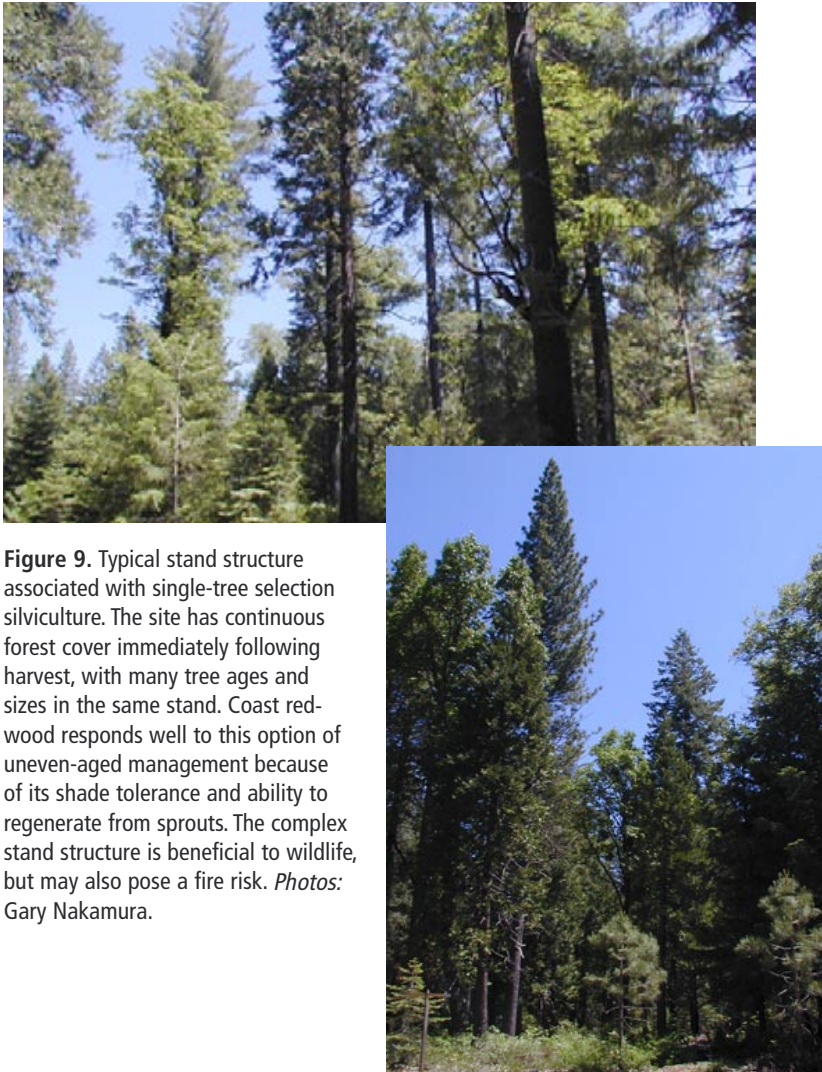 Figure 9. Typical stand structure
associated with single-tree selection
silviculture. The site has continuous
forest cover immediately following
harvest, with many tree ages and
sizes in the same stand. Coast red-
wood responds well to this option of
uneven-aged management because
of its shade tolerance and ability to
regenerate from sprouts. The complex
stand structure is beneficial to wildlife,
but may also pose a fire risk. Photos:
Gary Nakamura.